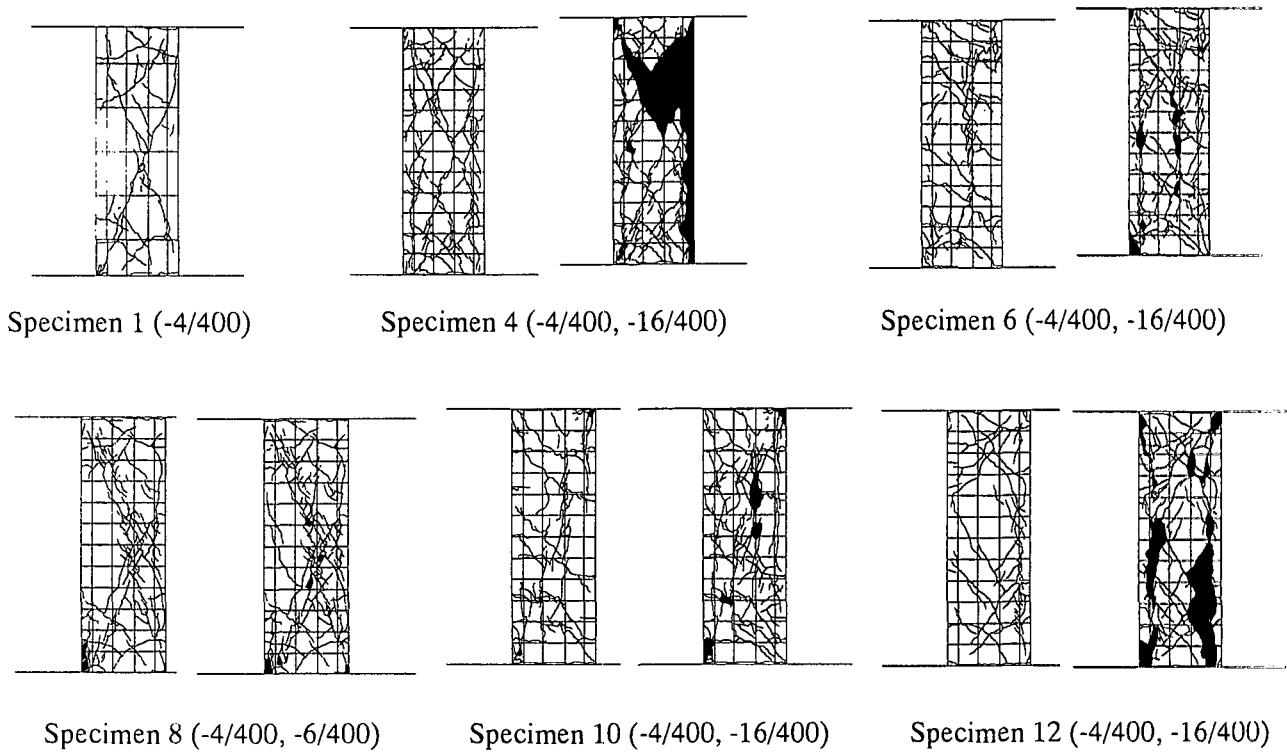 Specimen 1 (-4/400)
Specimen 4 (-4/400, -16/400)
Specimen 6 (-4/400, -16/400)
Specimen 8 (-4/400, -6/400)
Specimen 10 (-4/400, -16/400)
Specimen 12 (-4/400, -16/400)